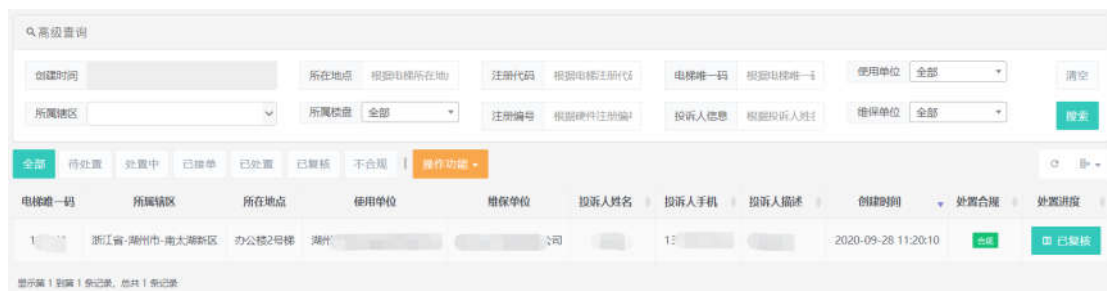 高级查询
创建时间 所在地点 根据电梯所在地 注册代码 根据电梯注册代码 电梯唯一码 根据电梯唯一 使用单位 全部 清空
所属辖区 所属楼盘 全部 注册编号 根据硬件注册编 投诉人信息 根据投诉人姓 维保单位 全部 搜索
全部 待处置 处置中 已接单 已处置 已复核 不合规 操作功能
电梯唯一码 所属辖区 所在地点 使用单位 维保单位 投诉人姓名 投诉人手机 投诉人描述 创建时间 处置合规 处置进度
1 浙江省-湖州市-南太湖新区 办公楼2号梯 湖州 公司 13 2020-09-28 11:20:10 合规 已复核
显示第 1 到第 1 条记录，总共 1 条记录